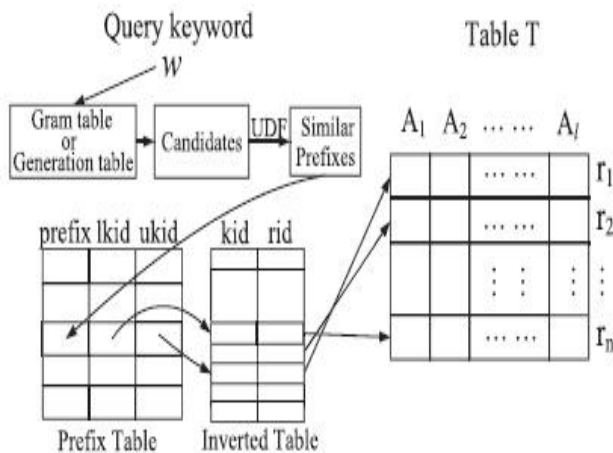 Query keyword
w
Table T
Gram table
or
Generation table
Candidates
UDF
Similar
Prefixes
A1 A2 ... ... Al
... ... r1
... ... r2
⋮ ⋮ ⋮ ⋮
... ... rn
prefix lkid ukid
kid rid
Prefix Table
Inverted Table